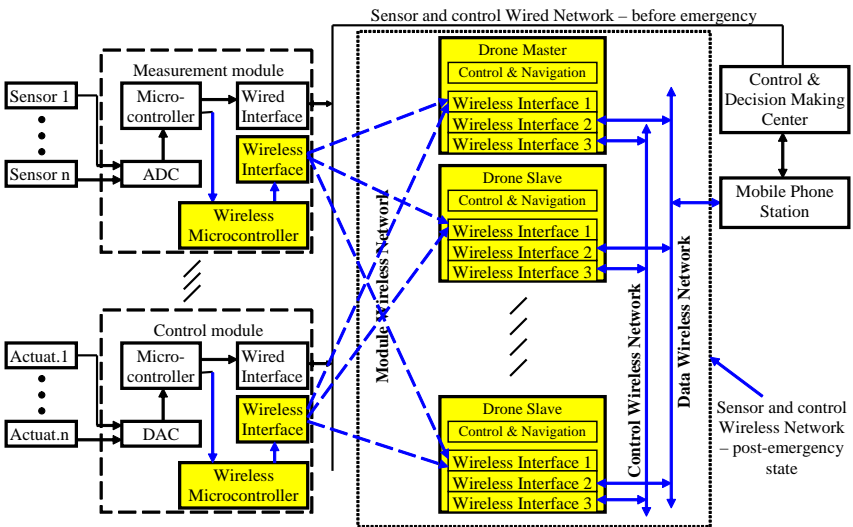 Sensor and control Wired Network – before emergency
Measurement module
Sensor 1
Sensor n
Micro-
controller
Wired
Interface
Wireless
Interface
ADC
Wireless
Microcontroller
Control module
Actuat.1
Actuat.n
Micro-
controller
Wired
Interface
Wireless
Interface
DAC
Wireless
Microcontroller
Module Wireless Network
Drone Master
Control & Navigation
Wireless Interface 1
Wireless Interface 2
Wireless Interface 3
Drone Slave
Control & Navigation
Wireless Interface 1
Wireless Interface 2
Wireless Interface 3
Drone Slave
Control & Navigation
Wireless Interface 1
Wireless Interface 2
Wireless Interface 3
Control Wireless Network
Data Wireless Network
Control &
Decision Making
Center
Mobile Phone
Station
Sensor and control
Wireless Network
– post-emergency
state